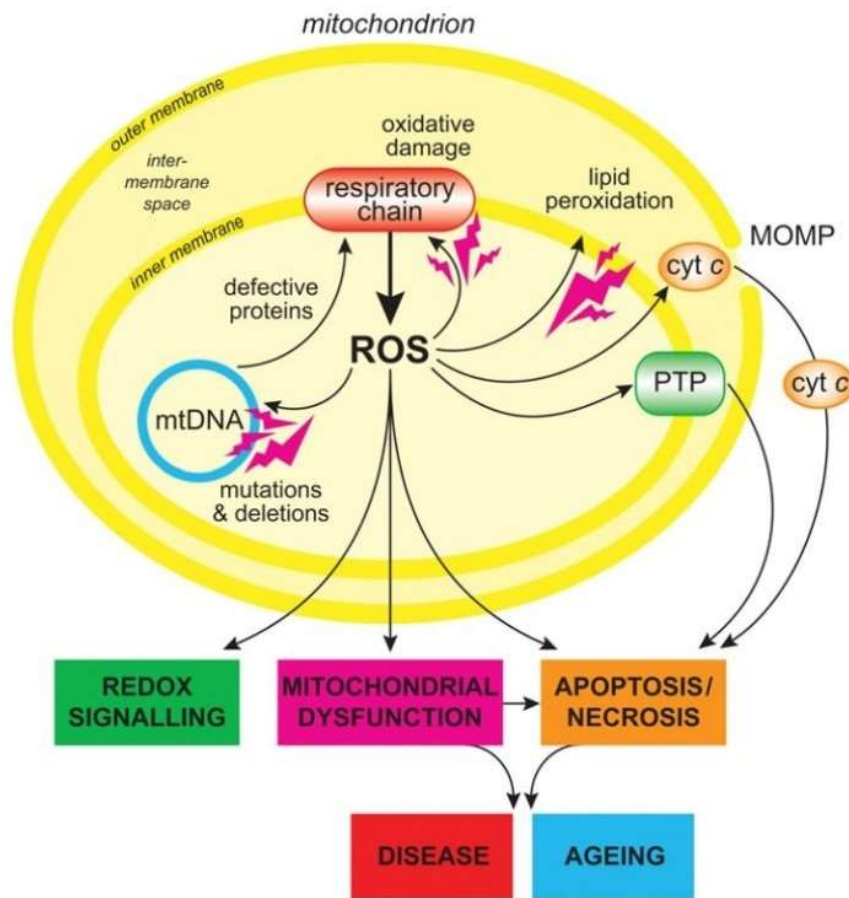 mitochondrion
outer membrane
inter-
membrane
space
oxidative
damage
respiratory
chain
lipid
peroxidation
MOMP
inner membrane
cyt c
defective
proteins
ROS
PTP
cyt c
mtDNA
mutations
& deletions
REDOX
SIGNALLING
MITOCHONDRIAL
DYSFUNCTION
APOPTOSIS/
NECROSIS
DISEASE
AGEING